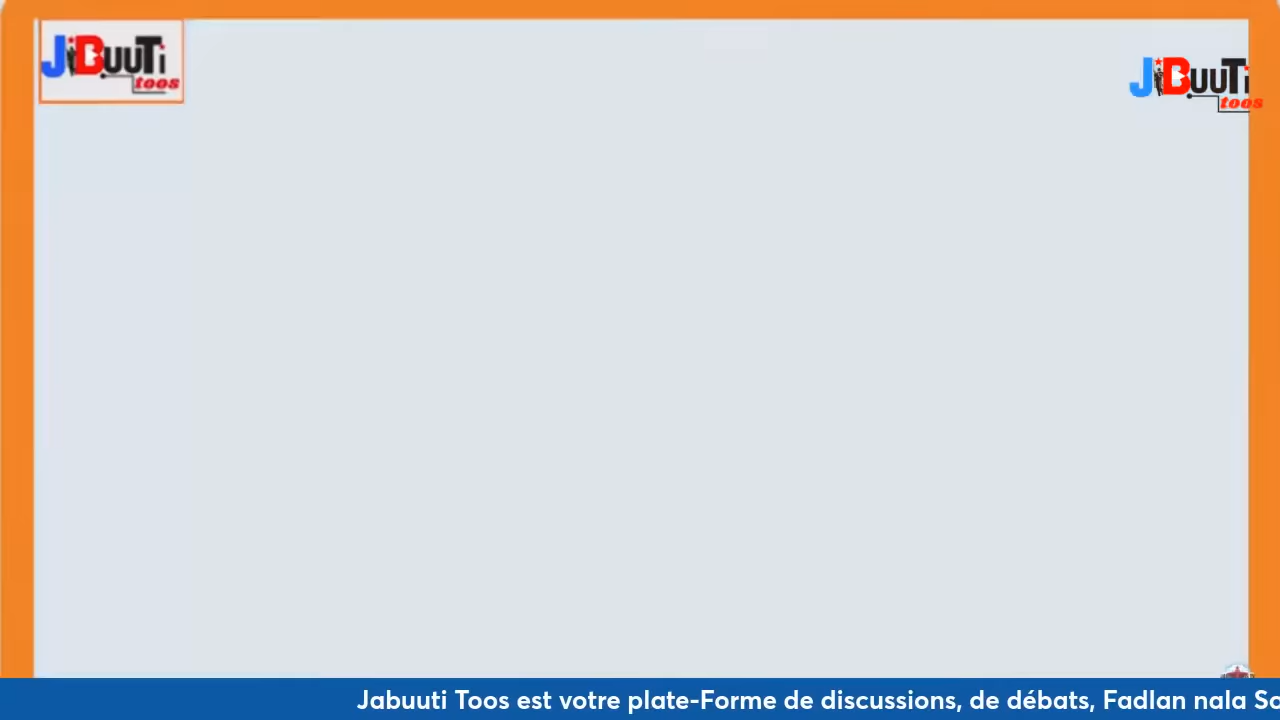 JiBuuTi
toos
JiBuuTi
toos
Jabuuti Toos est votre plate-Forme de discussions, de débats, Fadlan nala